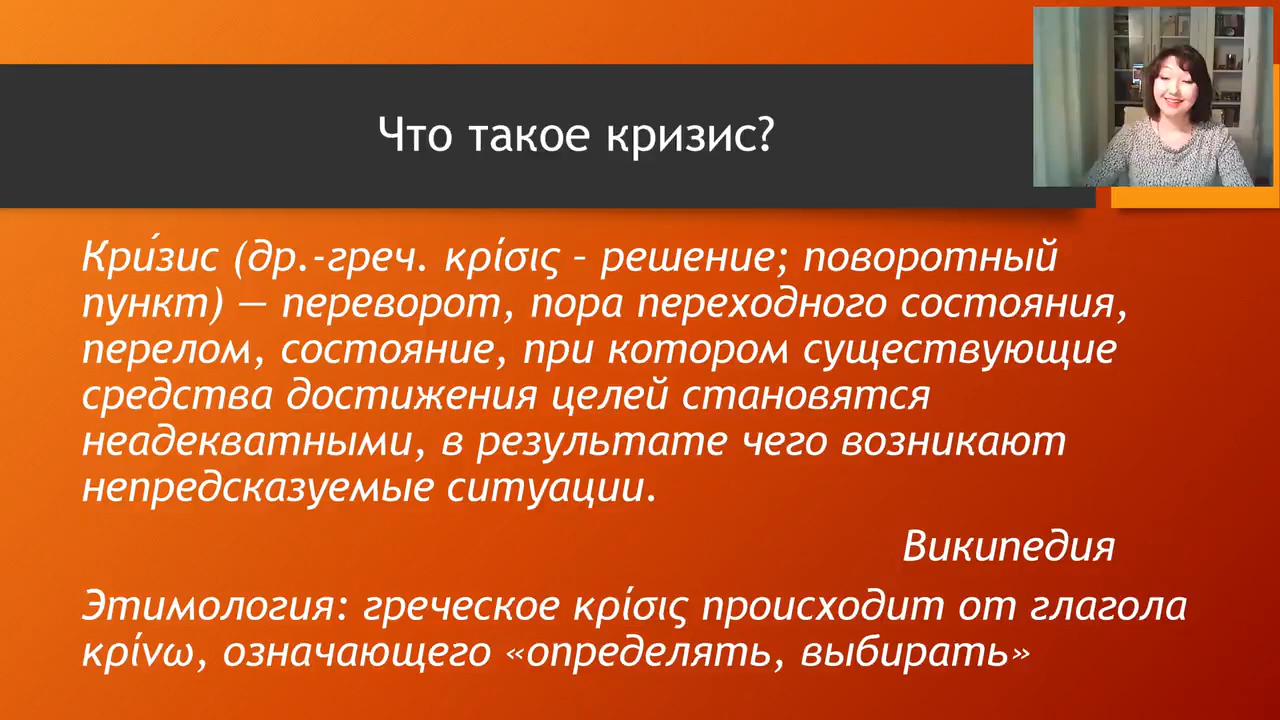 Что такое кризис?
Кри́зис (др.-греч. κρίσις – решение; поворотный
пункт) — переворот, пора переходного состояния,
перелом, состояние, при котором существующие
средства достижения целей становятся
неадекватными, в результате чего возникают
непредсказуемые ситуации.
Википедия
Этимология: греческое κρίσις происходит от глагола
κρίνω, означающего «определять, выбирать»